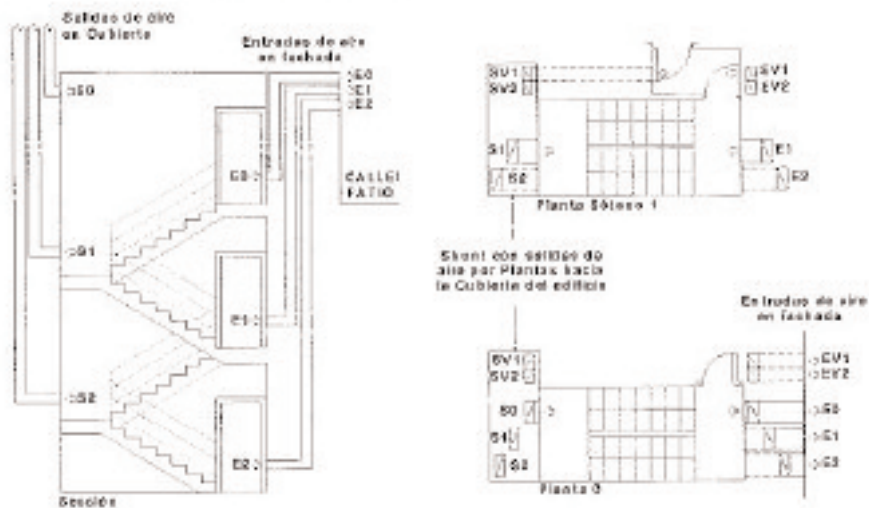 Salidas de aire
en Cubierta
Entradas de aire
en fachada
E0
E1
E2
S0
E0
CALLE/
PATIO
S1
E1
S2
E2
Sección
SV1
SV2
SV1
EV2
S1
E1
S2
E2
Planta Sótano 1
Shunt con salidas de
aire por Plantas hacia
la Cubierta del edificio
Entradas de aire
en fachada
SV1
SV2
EV1
EV2
S0
E0
S1
E1
S2
E2
Planta 0